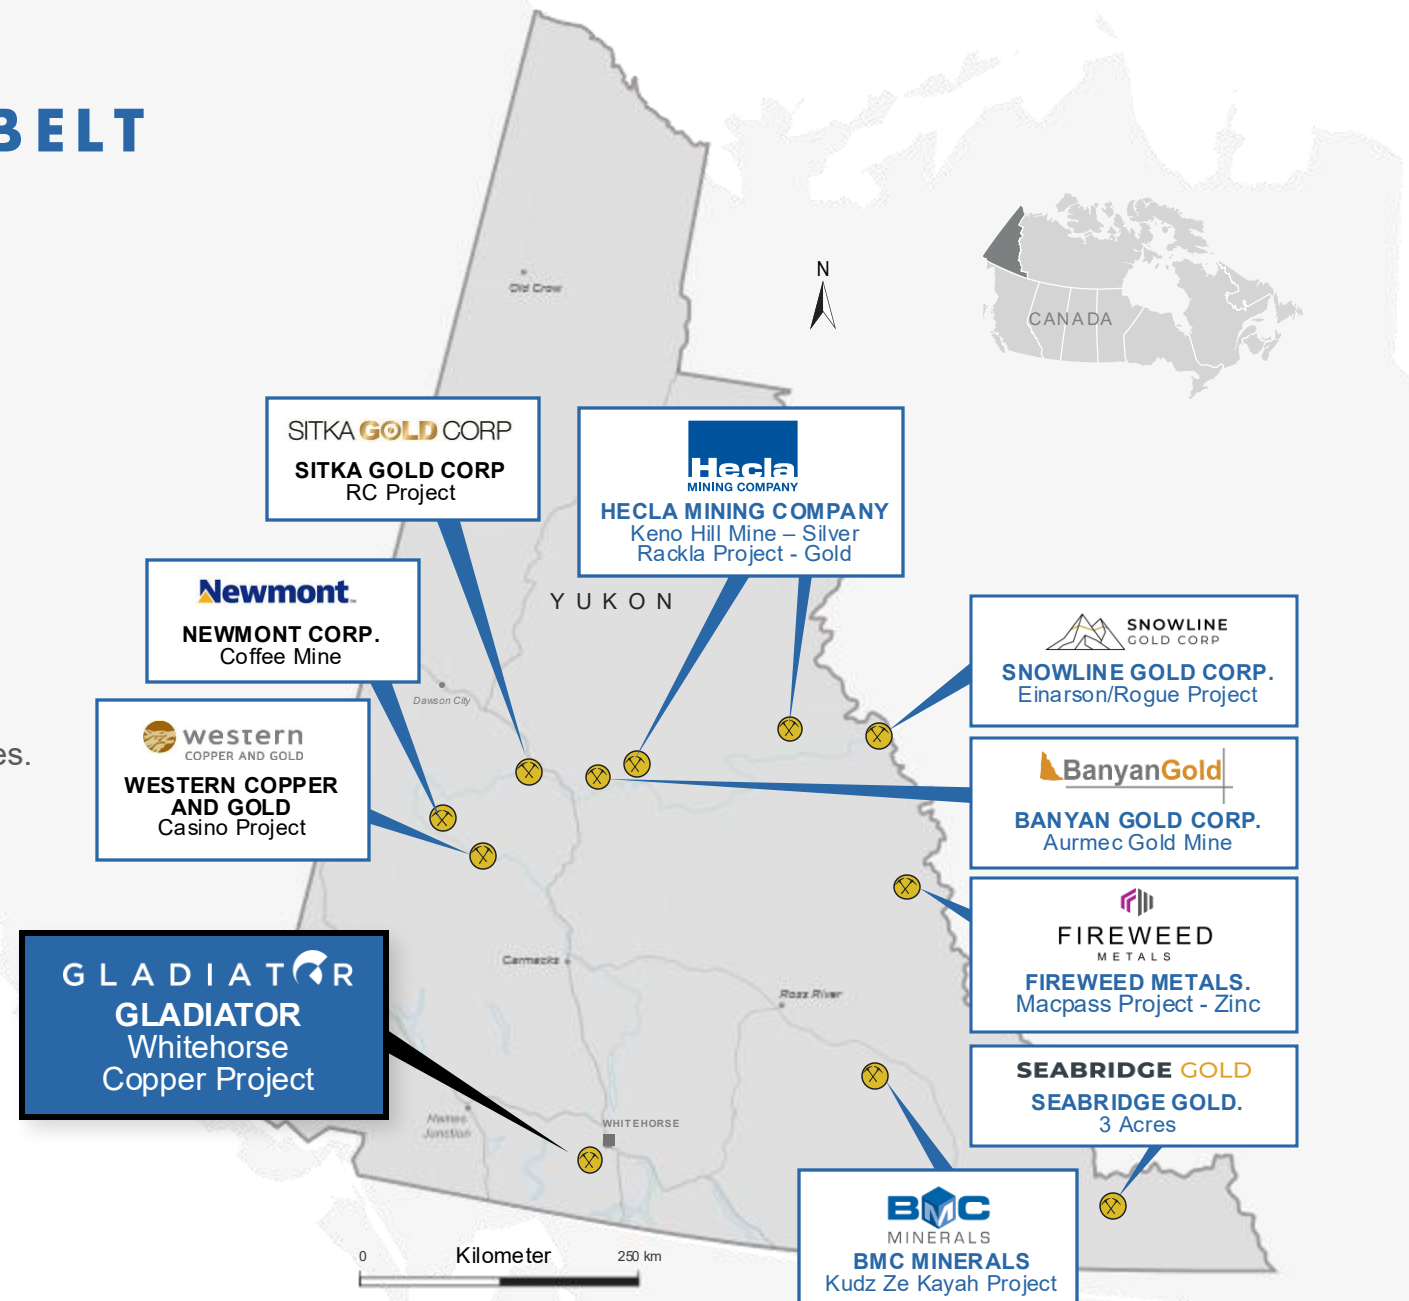 BELT
N
CANADA
Old Crow
SITKA GOLD CORP
SITKA GOLD CORP
RC Project
Hecla
MINING COMPANY
HECLA MINING COMPANY
Keno Hill Mine – Silver
Rackla Project - Gold
YUKON
Newmont™
NEWMONT CORP.
Coffee Mine
SNOWLINE
GOLD CORP
SNOWLINE GOLD CORP.
Einarson/Rogue Project
Dawson City
western
COPPER AND GOLD
WESTERN COPPER
AND GOLD
Casino Project
es.
BanyanGold
BANYAN GOLD CORP.
Aurmec Gold Mine
FIREWEED
METALS
FIREWEED METALS.
Macpass Project - Zinc
GLADIATOR
GLADIATOR
Whitehorse
Copper Project
Carmacks
Ross River
SEABRIDGE GOLD
SEABRIDGE GOLD.
3 Acres
Haines
Junction
WHITEHORSE
BMC
MINERALS
BMC MINERALS
Kudz Ze Kayah Project
0 Kilometer 250 km